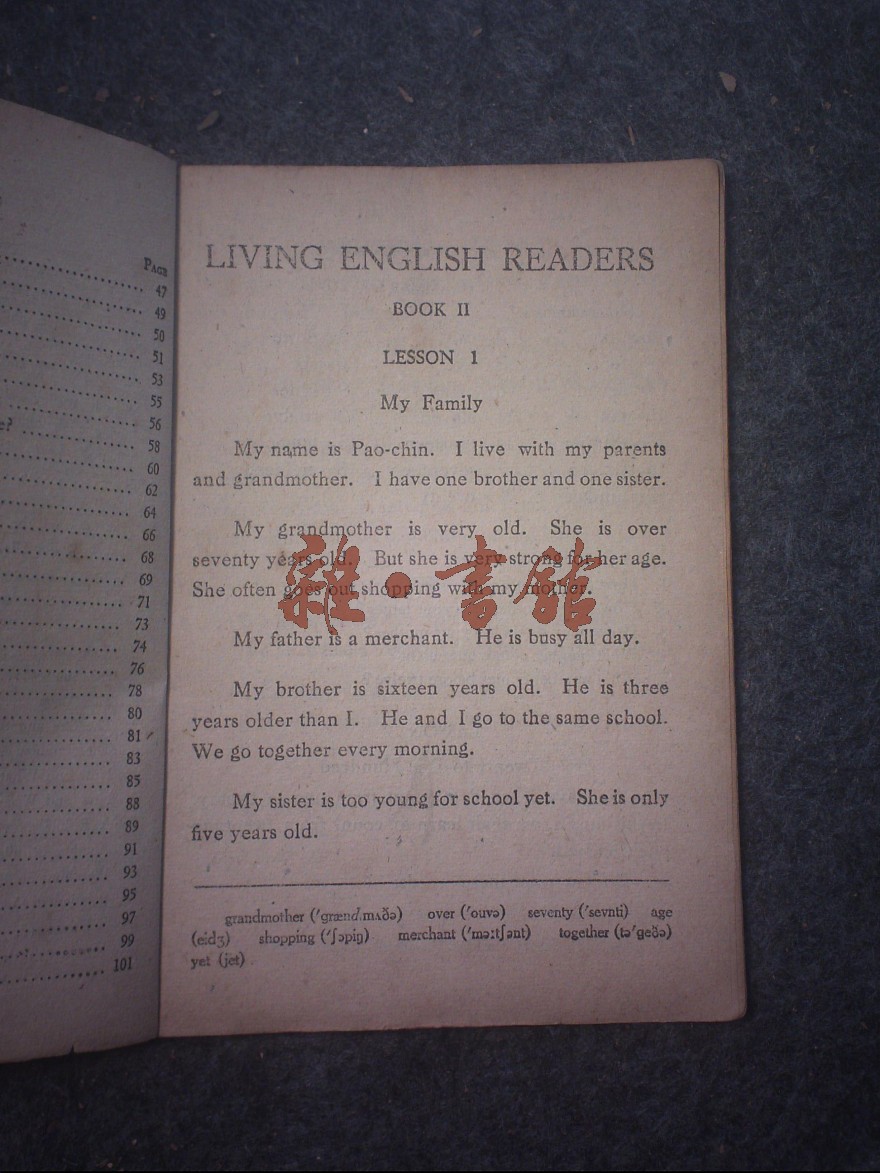 PAGE
47
49
50
51
53
55
56
e?
58
60
62
64
66
68
69
71
73
74
76
78
80
81
83
85
88
89
91
93
95
97
99
101
LIVING ENGLISH READERS
BOOK II
LESSON 1
My Family
My name is Pao-chin. I live with my parents
and grandmother. I have one brother and one sister.
My grandmother is very old. She is over
seventy years old. But she is very strong for her age.
She often goes out shopping with my mother.
My father is a merchant. He is busy all day.
My brother is sixteen years old. He is three
years older than I. He and I go to the same school.
We go together every morning.
My sister is too young for school yet. She is only
five years old.
grandmother (ˈgrændˌmʌðə) over (ˈouvə) seventy (ˈsevnti) age
(eidʒ) shopping (ˈʃɔpiŋ) merchant (ˈmə:tʃənt) together (təˈgeðə)
yet (jet)
雜·書館